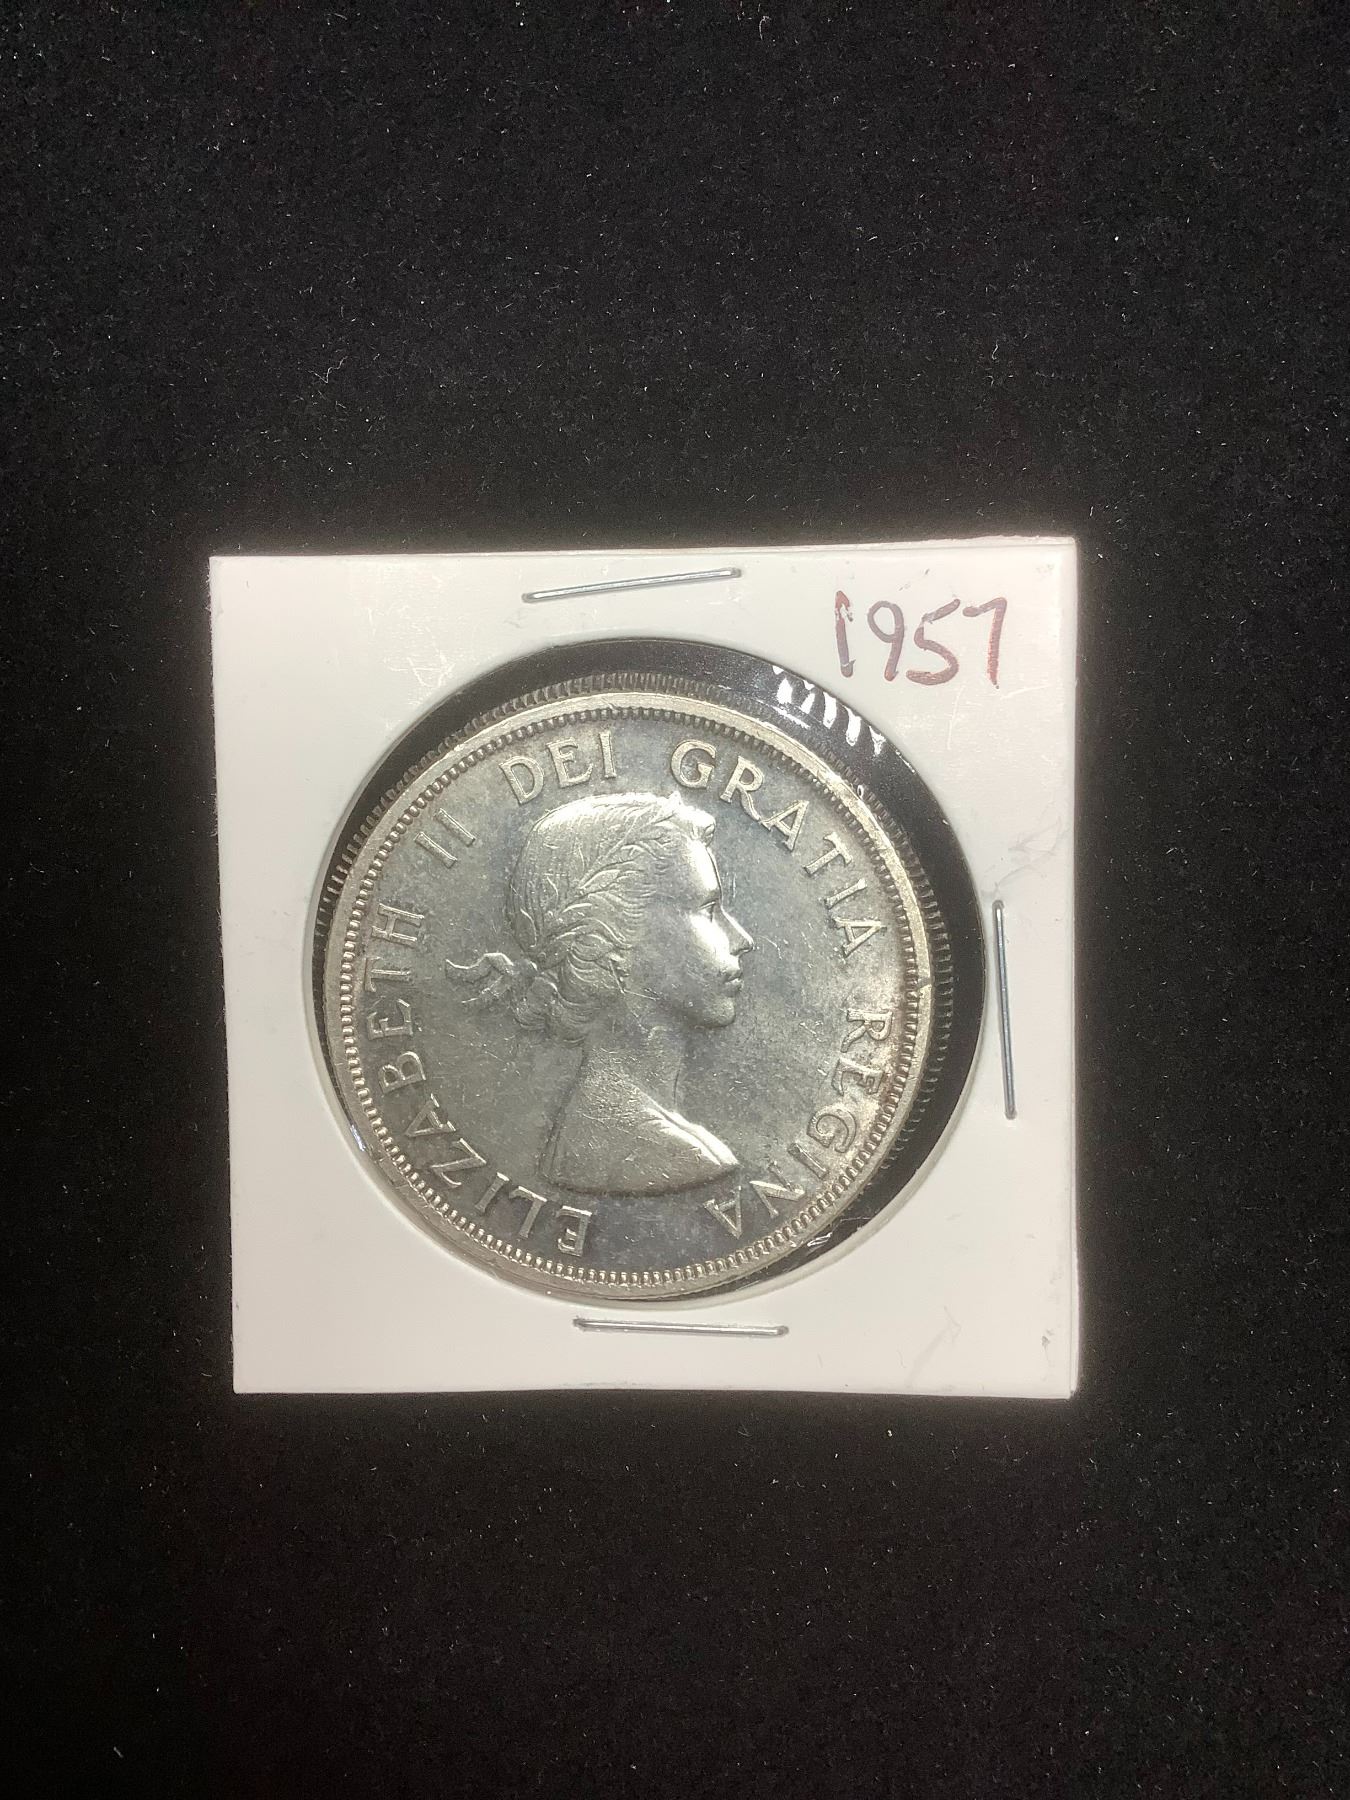 1957
ELIZABETH II DEI GRATIA REGINA